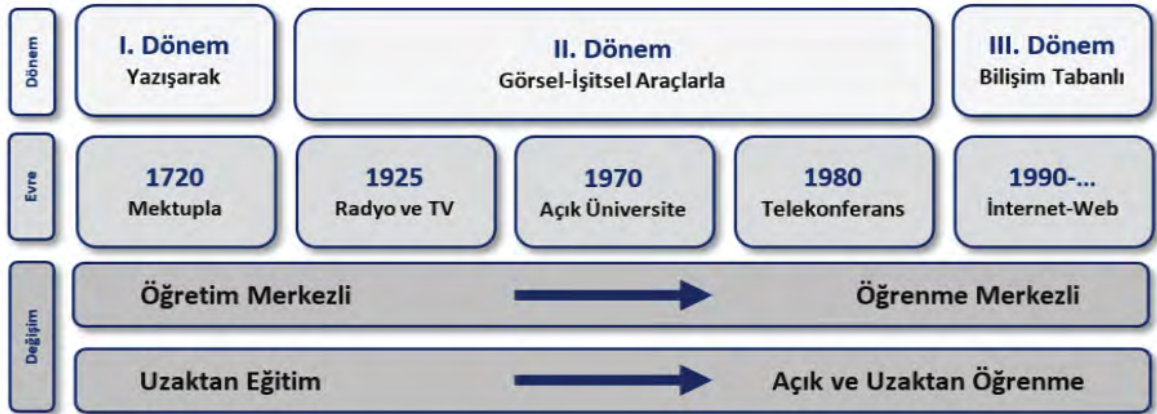 Dönem
I. Dönem
Yazışarak
II. Dönem
Görsel-İşitsel Araçlarla
III. Dönem
Bilişim Tabanlı
Evre
1720
Mektupla
1925
Radyo ve TV
1970
Açık Üniversite
1980
Telekonferans
1990-...
İnternet-Web
Değişim
Öğretim Merkezli
Öğrenme Merkezli
Uzaktan Eğitim
Açık ve Uzaktan Öğrenme